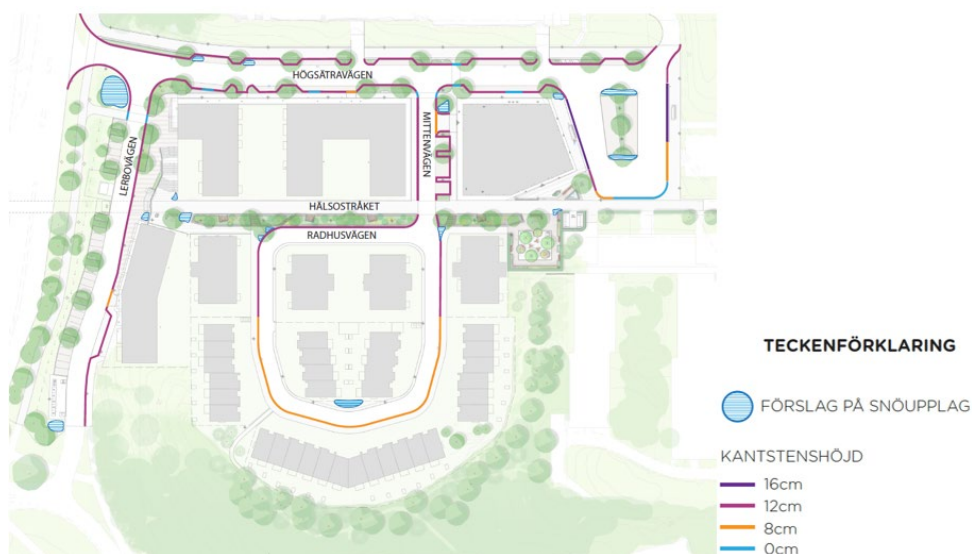 HÖGSÄTRAVÄGEN
MITTENVÄGEN
LERBOVÄGEN
HÄLSOSTRÅKET
RADHUSVÄGEN
TECKENFÖRKLARING
FÖRSLAG PÅ SNÖUPPLAG
KANTSTENSHÖJD
16cm
12cm
8cm
0cm